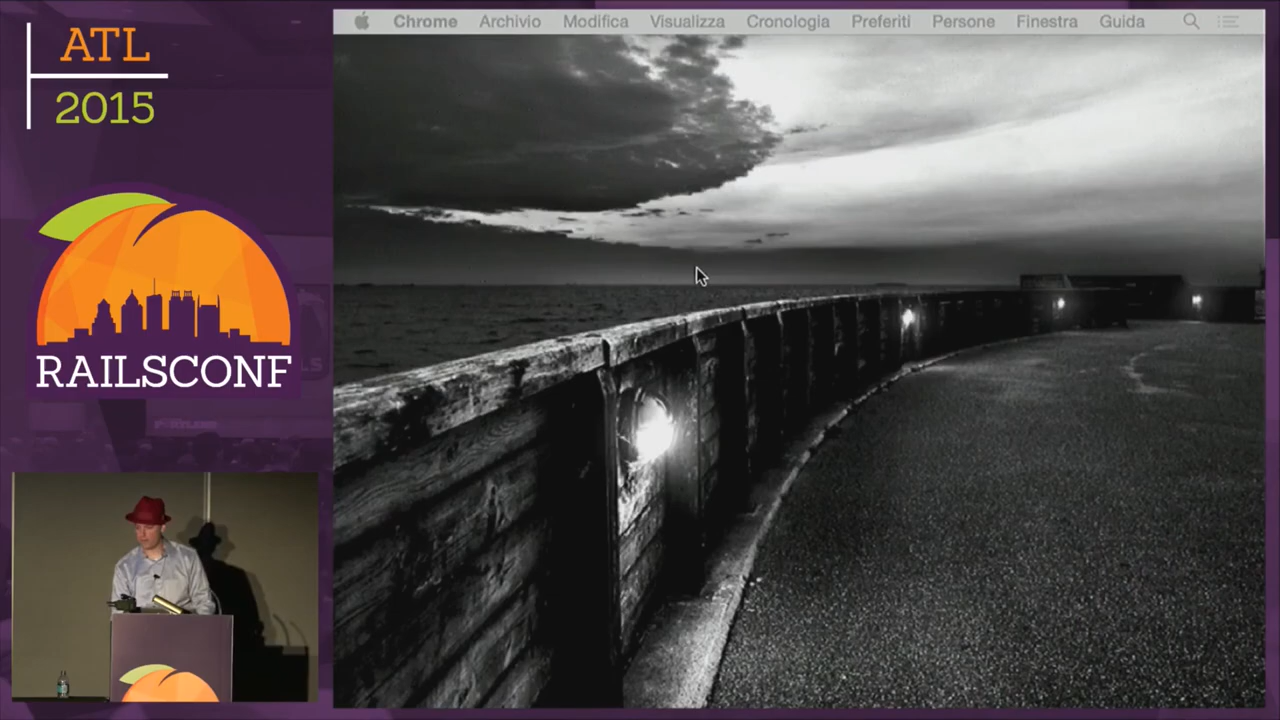 ATL
2015
RAILSCONF
Chrome Archivio Modifica Visualizza Cronologia Preferiti Persone Finestra Guida